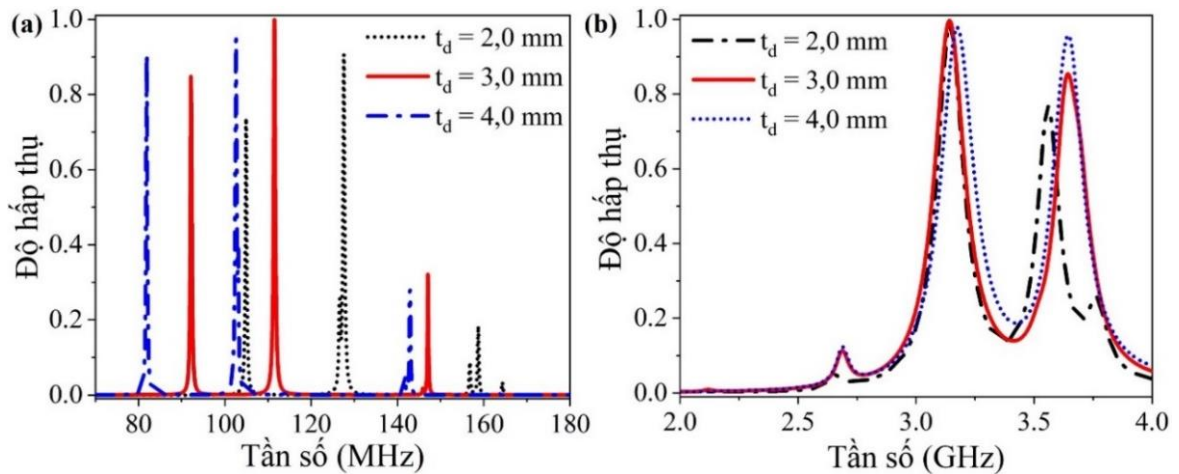 (a)
t_d = 2,0 mm
t_d = 3,0 mm
t_d = 4,0 mm
1.0
0.8
0.6
0.4
0.2
0.0
Độ hấp thụ
80 100 120 140 160 180
Tần số (MHz)
(b)
t_d = 2,0 mm
t_d = 3,0 mm
t_d = 4,0 mm
1.0
0.8
0.6
0.4
0.2
0.0
Độ hấp thụ
2.0 2.5 3.0 3.5 4.0
Tần số (GHz)